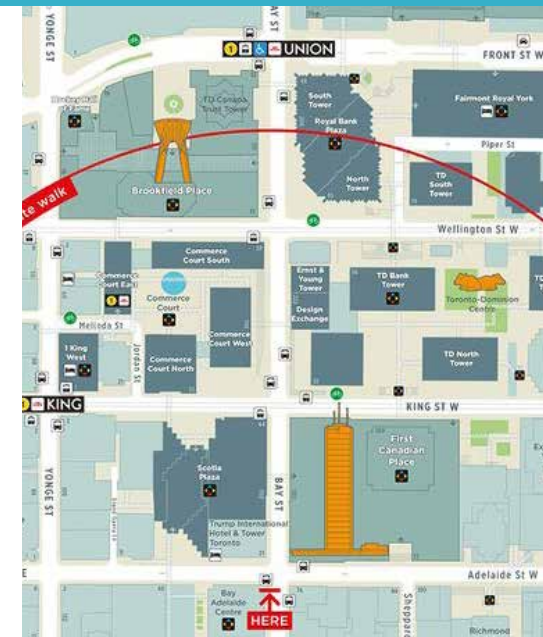 YONGE ST
BAY ST
UNION
FRONT ST W
Hockey Hall
of Fame
TD Canada
Trust Tower
South
Tower
Royal Bank
Plaza
Fairmont Royal York
Piper St
North
Tower
TD
South
Tower
Brookfield Place
te walk
Wellington St W
Commerce
Court South
Commerce
Court East
Commerce
Court
Ernst &
Young
Tower
TD Bank
Tower
Toronto-Dominion
Centre
Design
Exchange
Melinda St
1 King
West
Jordan St
Commerce
Court North
Commerce
Court West
TD North
Tower
KING
KING ST W
First
Canadian
Place
Scotia
Plaza
YONGE ST
BAY ST
Trump International
Hotel & Tower
Toronto
Adelaide St W
Bay
Adelaide
Centre
HERE
Sheppard
Richmond